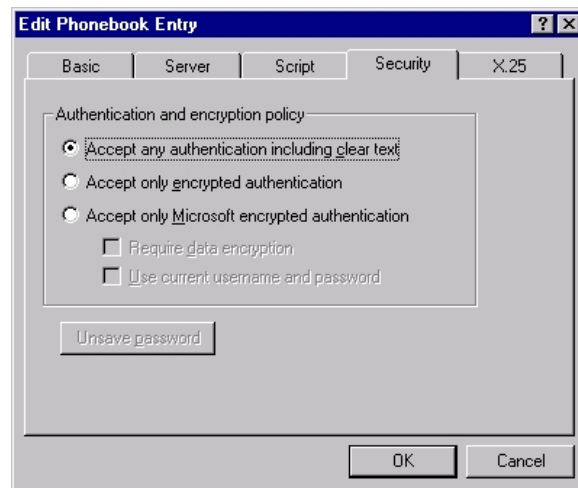 Edit Phonebook Entry
Basic Server Script Security X.25
Authentication and encryption policy
Accept any authentication including clear text
Accept only encrypted authentication
Accept only Microsoft encrypted authentication
Require data encryption
Use current username and password
Unsave password
OK Cancel